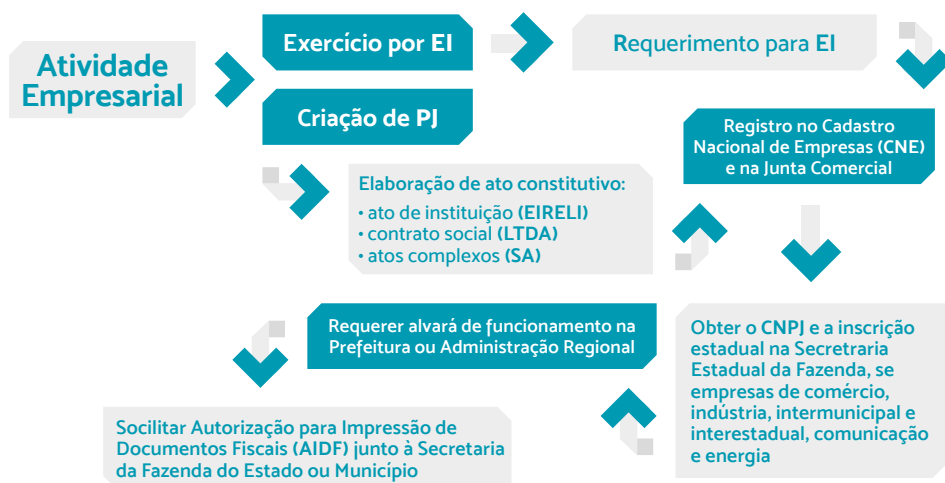 Atividade
Empresarial
Exercício por EI
Requerimento para EI
Criação de PJ
Registro no Cadastro
Nacional de Empresas (CNE)
e na Junta Comercial
Elaboração de ato constitutivo:
• ato de instituição (EIRELI)
• contrato social (LTDA)
• atos complexos (SA)
Obter o CNPJ e a inscrição
estadual na Secretraria
Estadual da Fazenda, se
empresas de comércio,
indústria, intermunicipal e
interestadual, comunicação
e energia
Requerer alvará de funcionamento na
Prefeitura ou Administração Regional
Socilitar Autorização para Impressão de
Documentos Fiscais (AIDF) junto à Secretaria
da Fazenda do Estado ou Município